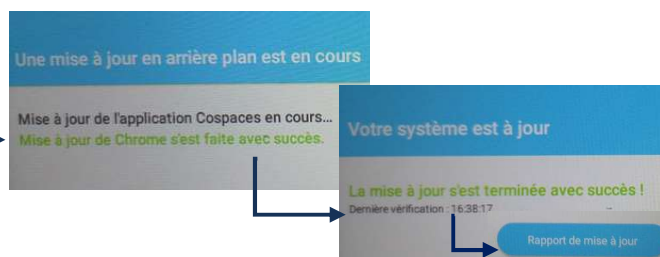 Une mise à jour en arrière plan est en cours
Mise à jour de l'application Cospaces en cours...
Mise à jour de Chrome s'est faite avec succès.
Votre système est à jour
La mise à jour s'est terminée avec succès !
Dernière vérification : 16:38:17
Rapport de mise à jour